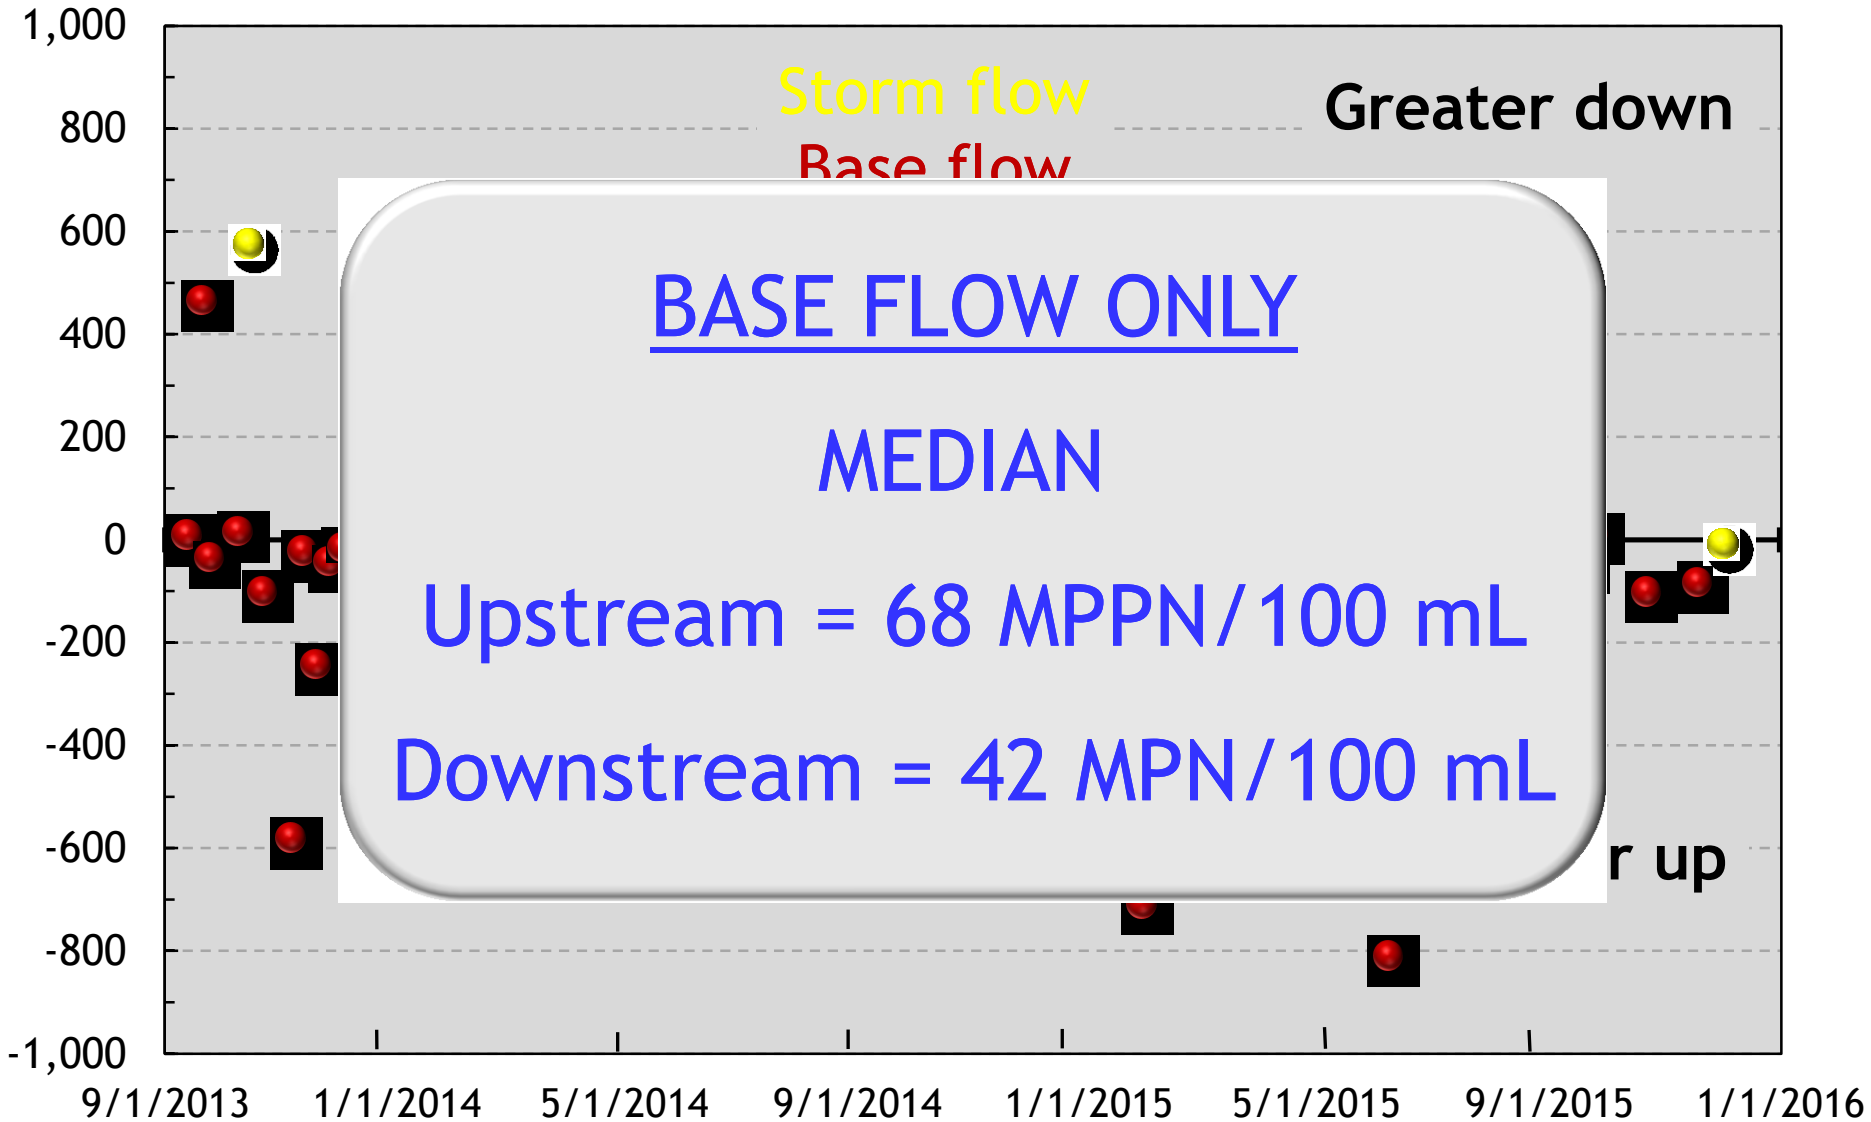 1,000
800
600
400
200
0
-200
-400
-600
-800
-1,000
Storm flow
Base flow
Greater down
BASE FLOW ONLY
MEDIAN
Upstream = 68 MPPN/100 mL
Downstream = 42 MPN/100 mL
r up
9/1/2013 1/1/2014 5/1/2014 9/1/2014 1/1/2015 5/1/2015 9/1/2015 1/1/2016